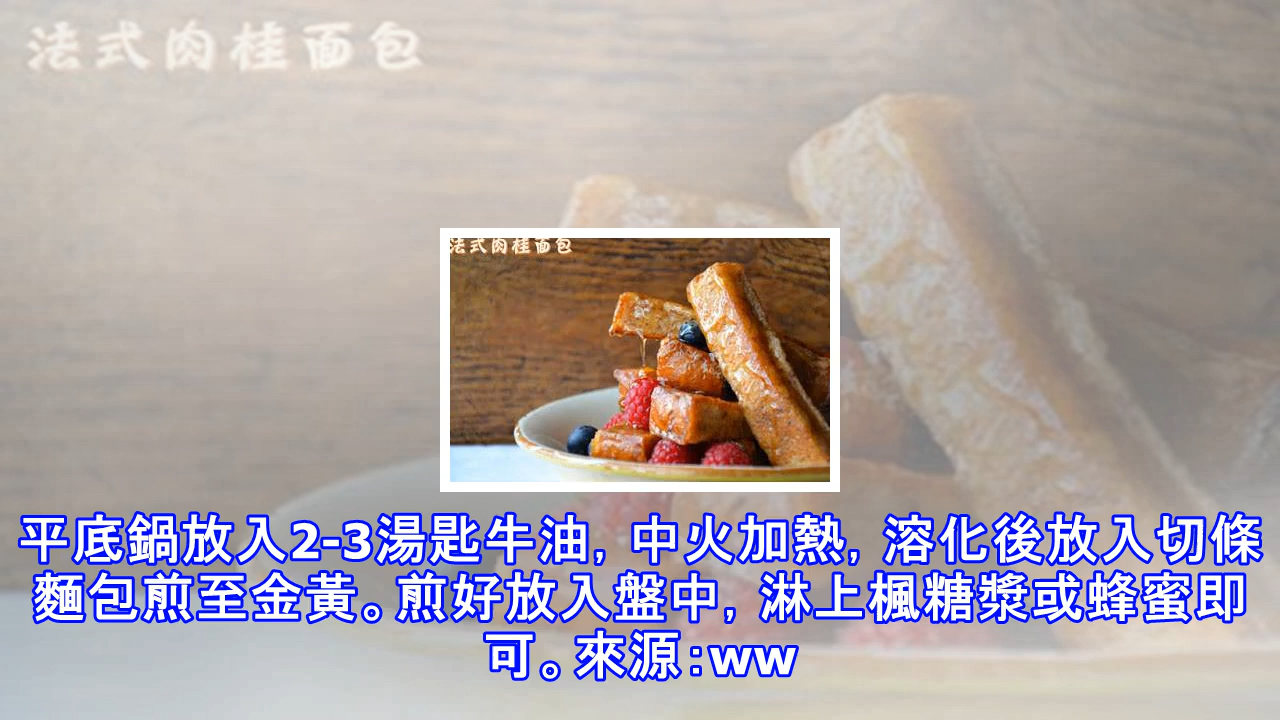 法式肉桂面包
法式肉桂面包
平底鍋放入2-3湯匙牛油, 中火加熱, 溶化後放入切條
麵包煎至金黃。煎好放入盤中, 淋上楓糖漿或蜂蜜即
可。來源:ww